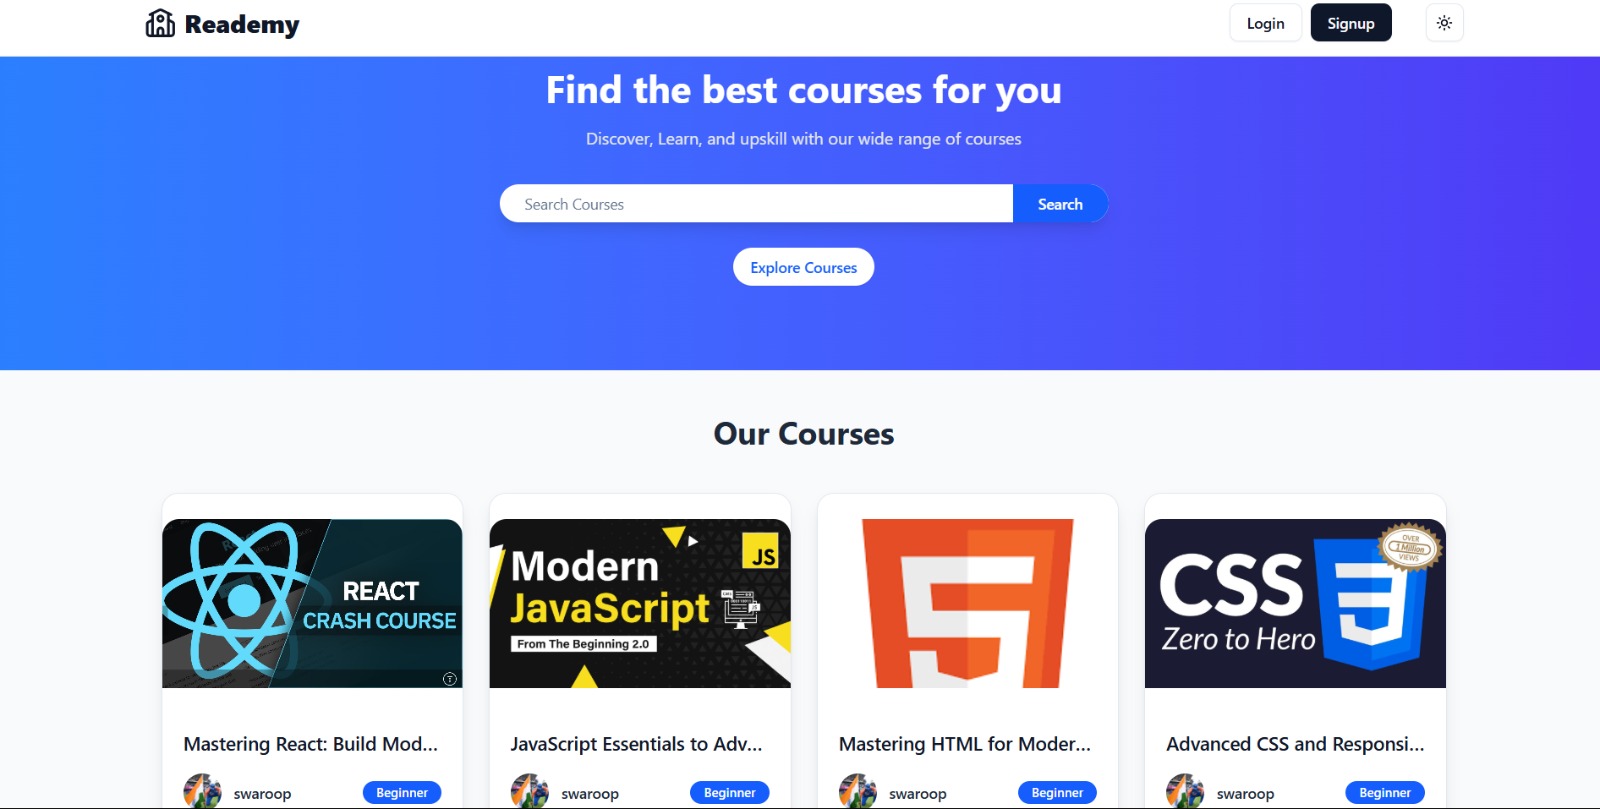 Reademy
Login
Signup
Find the best courses for you
Discover, Learn, and upskill with our wide range of courses
Search Courses
Search
Explore Courses
Our Courses
REACT
CRASH COURSE
T
Modern
JavaScript
From The Beginning 2.0
JS
CSS
Zero to Hero
OVER
1 Million
VIEWS
Mastering React: Build Mod...
JavaScript Essentials to Adv...
Mastering HTML for Moder...
Advanced CSS and Responsi...
swaroop
Beginner
swaroop
Beginner
swaroop
Beginner
swaroop
Beginner